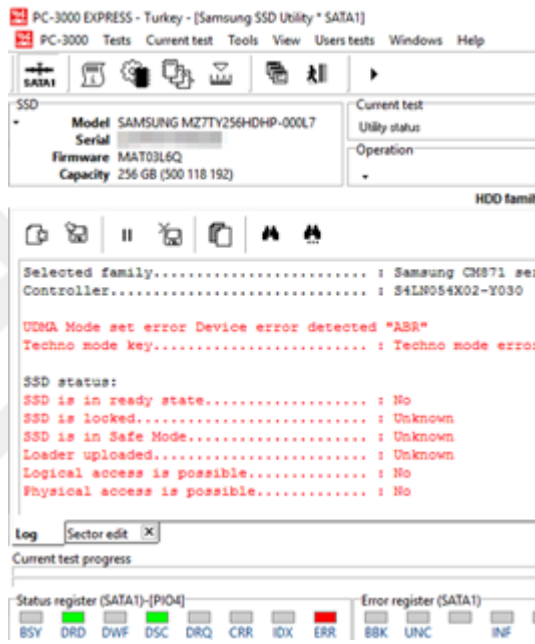 PC-3000 EXPRESS - Turkey - [Samsung SSD Utility * SATA1]
PC-3000 Tests Current test Tools View Users tests Windows Help
SATA1
SSD
Model SAMSUNG MZ7TY256HDHP-000L7
Serial
Firmware MAT03L6Q
Capacity 256 GB (500 118 192)
Current test
Utility status
Operation
HDD famil
Selected family........................ : Samsung CM871 ser
Controller............................. : S4LN054X02-Y030
UDMA Mode set error Device error detected "ABR"
Techno mode key........................ : Techno mode error
SSD status:
SSD is in ready state.................. : No
SSD is locked.......................... : Unknown
SSD is in Safe Mode.................... : Unknown
Loader uploaded........................ : Unknown
Logical access is possible............. : No
Physical access is possible............ : No
Log Sector edit
Current test progress
Status register (SATA1)-[PIO4]
BSY DRD DWF DSC DRQ CRR IDX ERR
Error register (SATA1)
BBK UNC INF